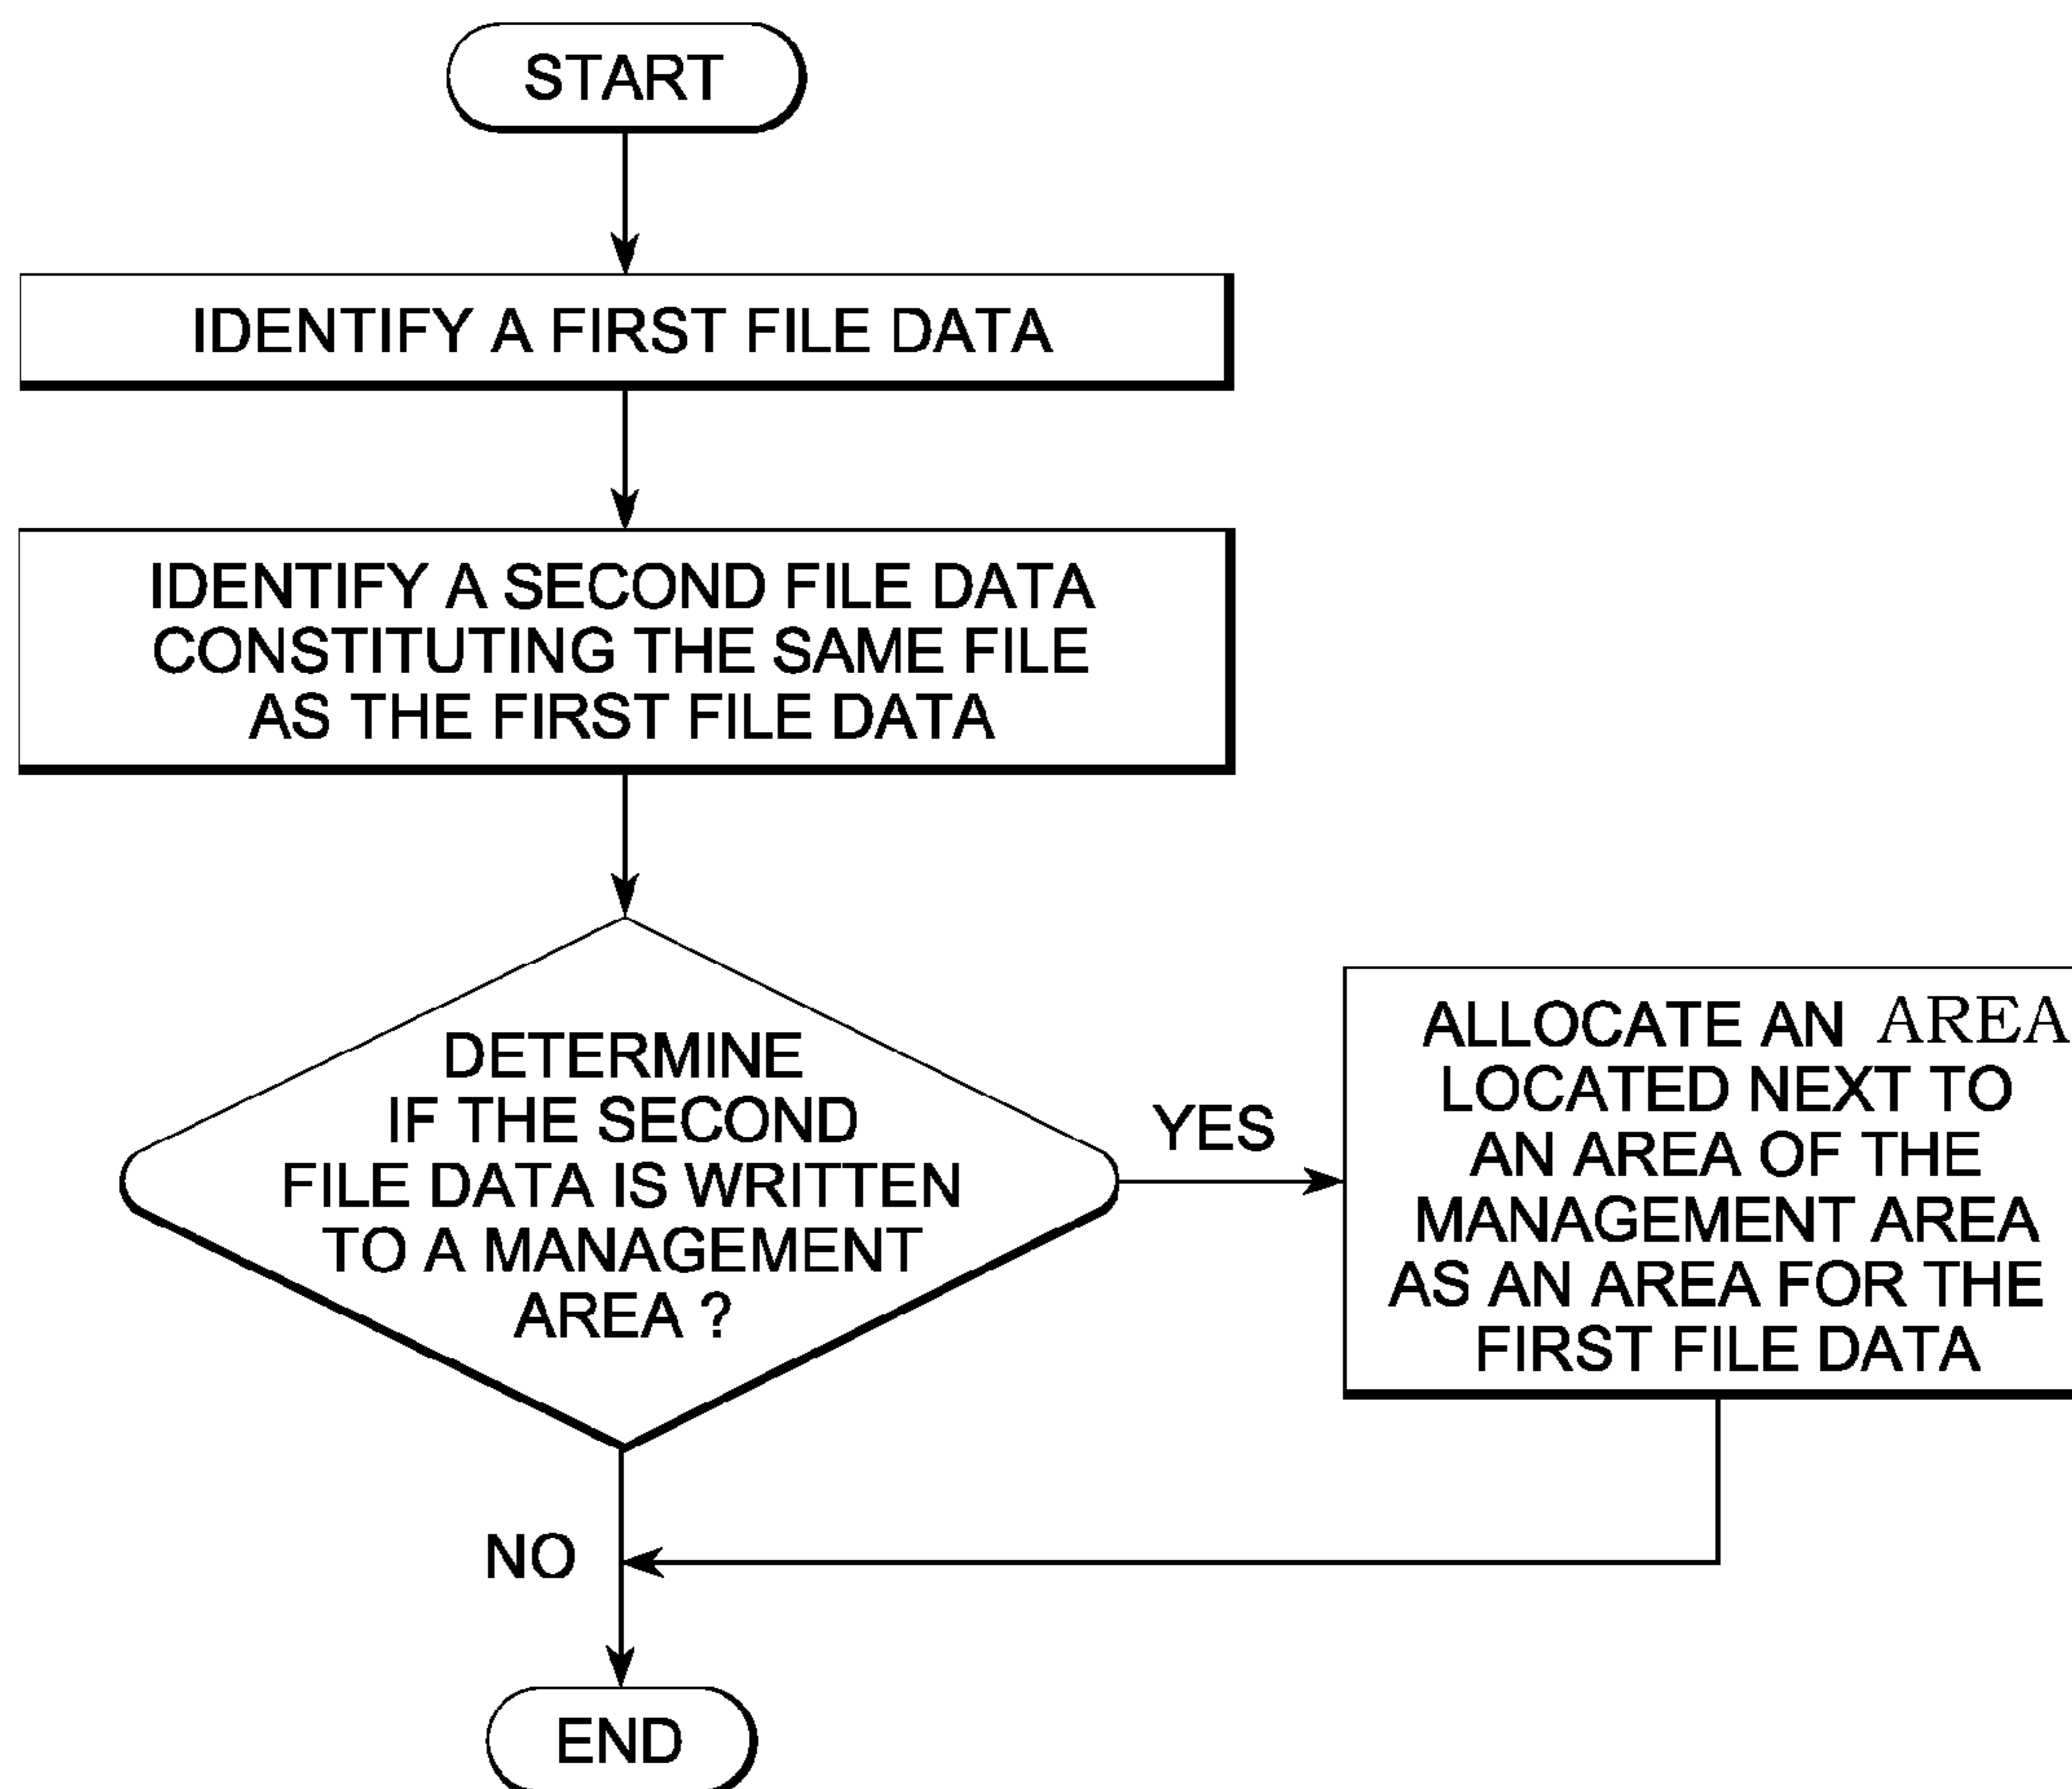 START
IDENTIFY A FIRST FILE DATA
IDENTIFY A SECOND FILE DATA
CONSTITUTING THE SAME FILE
AS THE FIRST FILE DATA
DETERMINE
IF THE SECOND
FILE DATA IS WRITTEN
TO A MANAGEMENT
AREA ?
YES
ALLOCATE AN AREA
LOCATED NEXT TO
AN AREA OF THE
MANAGEMENT AREA
AS AN AREA FOR THE
FIRST FILE DATA
NO
END